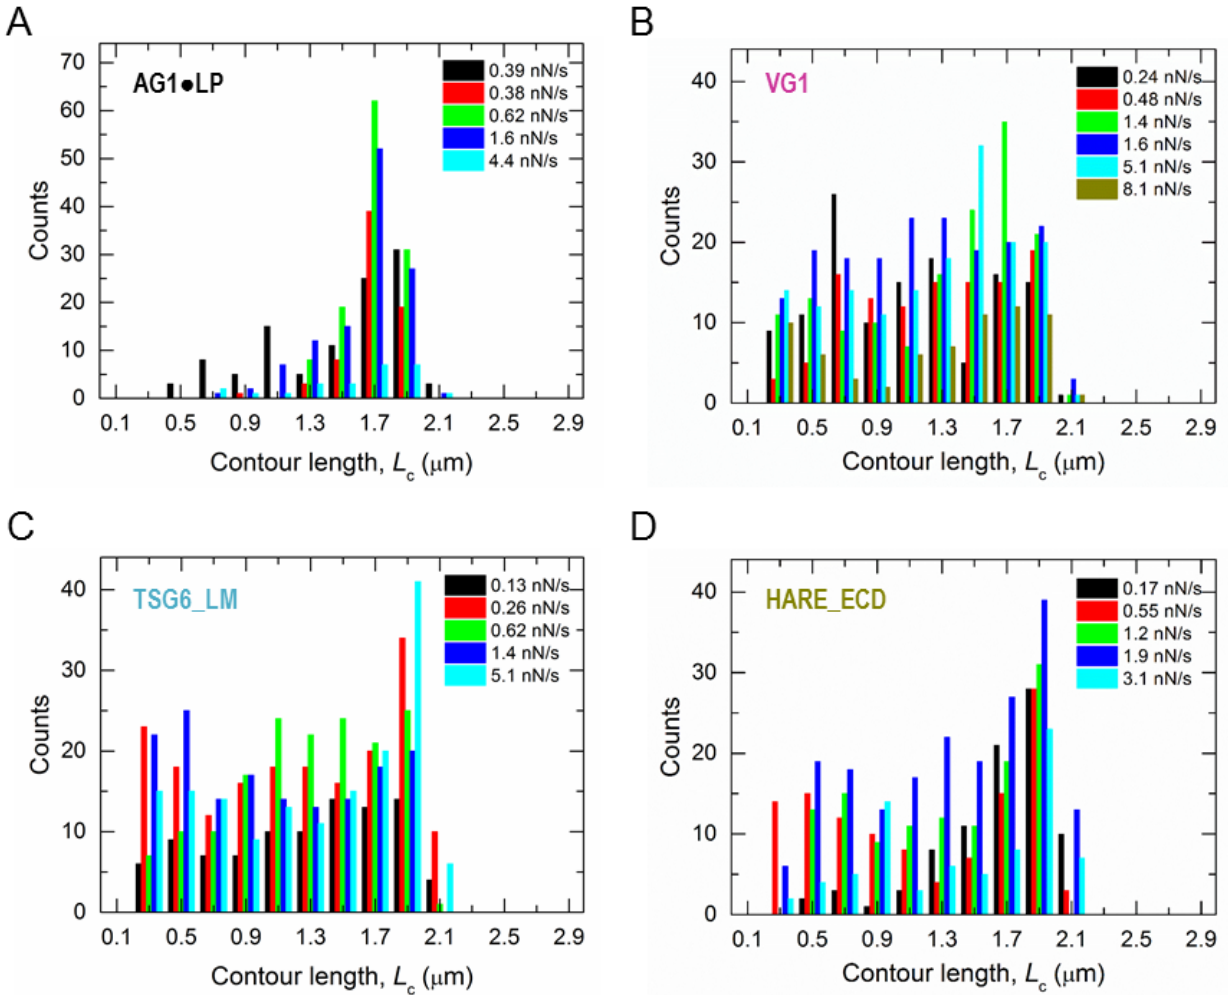 A
AG1●LP
0.39 nN/s
0.38 nN/s
0.62 nN/s
1.6 nN/s
4.4 nN/s
70
60
50
40
30
20
10
0
Counts
0.1 0.5 0.9 1.3 1.7 2.1 2.5 2.9
Contour length, Lc (μm)
B
VG1
0.24 nN/s
0.48 nN/s
1.4 nN/s
1.6 nN/s
5.1 nN/s
8.1 nN/s
40
30
20
10
0
Counts
0.1 0.5 0.9 1.3 1.7 2.1 2.5 2.9
Contour length, Lc (μm)
C
TSG6_LM
0.13 nN/s
0.26 nN/s
0.62 nN/s
1.4 nN/s
5.1 nN/s
40
30
20
10
0
Counts
0.1 0.5 0.9 1.3 1.7 2.1 2.5 2.9
Contour length, Lc (μm)
D
HARE_ECD
0.17 nN/s
0.55 nN/s
1.2 nN/s
1.9 nN/s
3.1 nN/s
40
30
20
10
0
Counts
0.1 0.5 0.9 1.3 1.7 2.1 2.5 2.9
Contour length, Lc (μm)